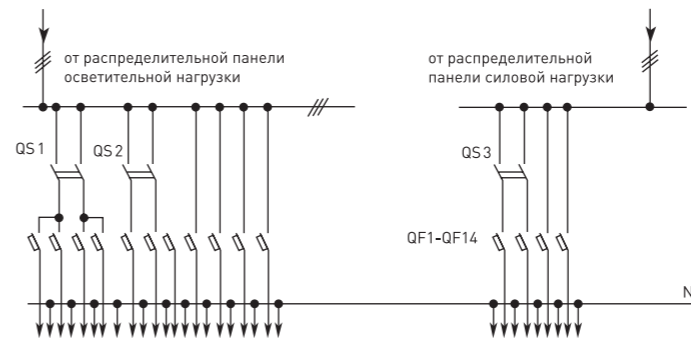 от распределительной панели
осветительной нагрузки
от распределительной
панели силовой нагрузки
QS1
QS2
QS3
QF1-QF14
N